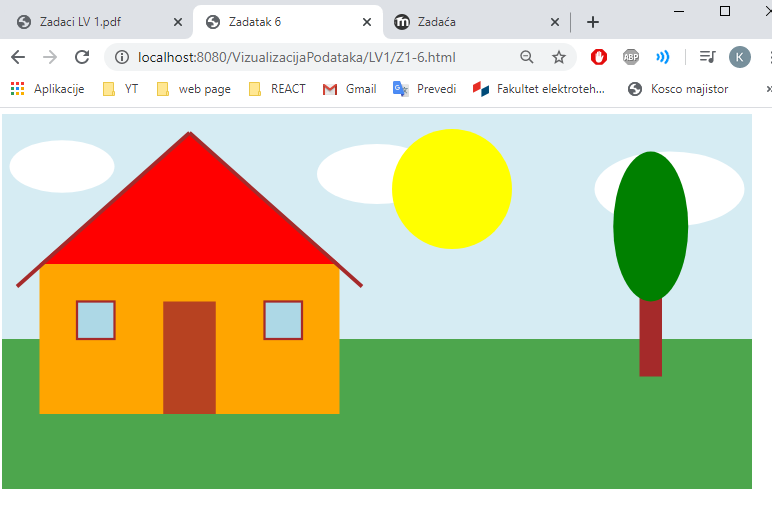 Zadaci LV 1.pdf
Zadatak 6
Zadaća
localhost:8080/VizualizacijaPodataka/LV1/Z1-6.html
ABP
K
Aplikacije
YT
web page
REACT
Gmail
Prevedi
Fakultet elektroteh...
Kosco majistor